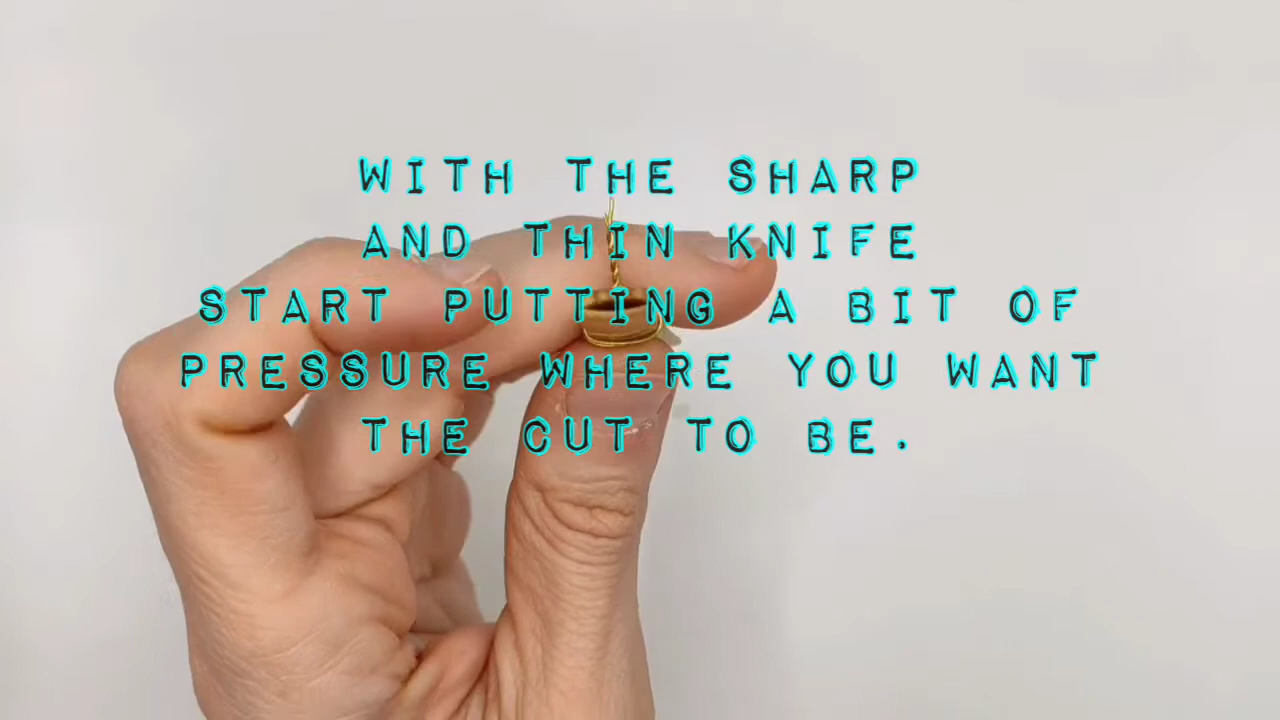 WITH THE SHARP
AND THIN KNIFE
START PUTTING A BIT OF
PRESSURE WHERE YOU WANT
THE CUT TO BE.